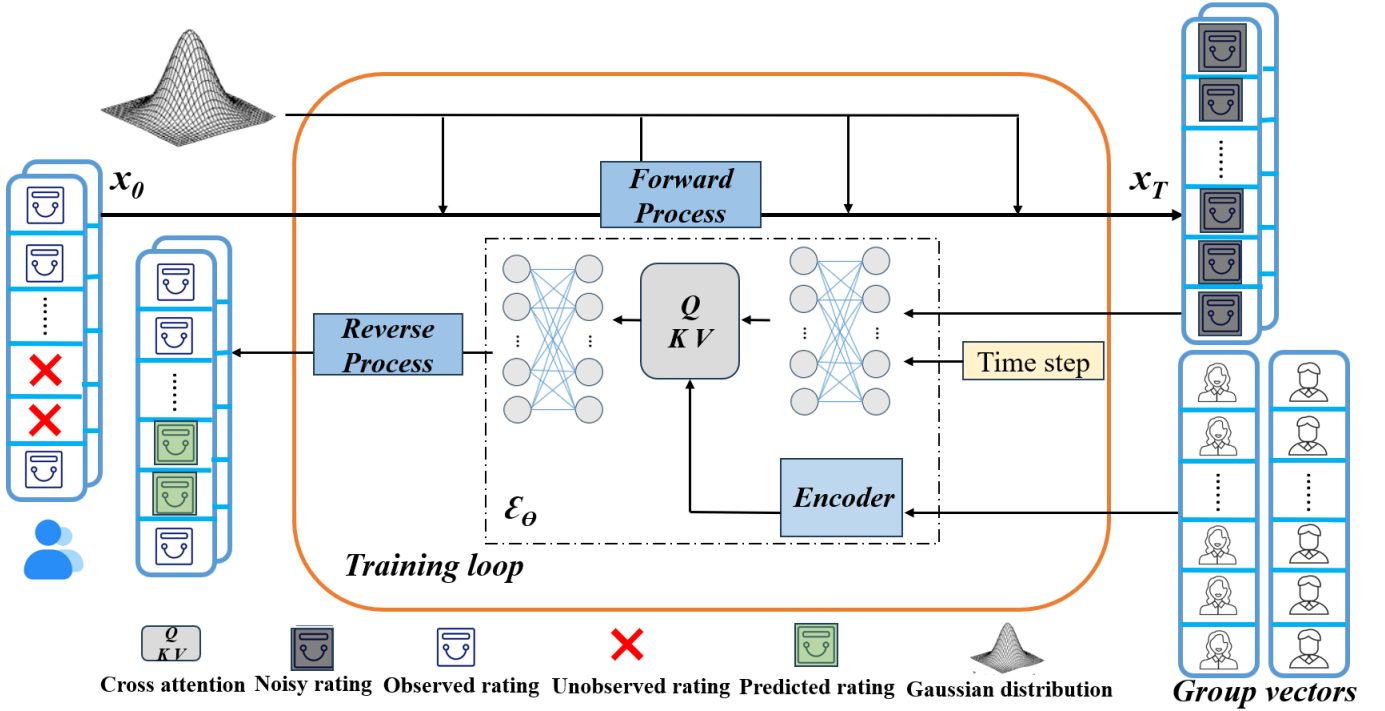 x0
Forward
Process
xT
Q
K V
Reverse
Process
Time step
Encoder
εθ
Training loop
Q
K V
Cross attention
Noisy rating
Observed rating
Unobserved rating
Predicted rating
Gaussian distribution
Group vectors